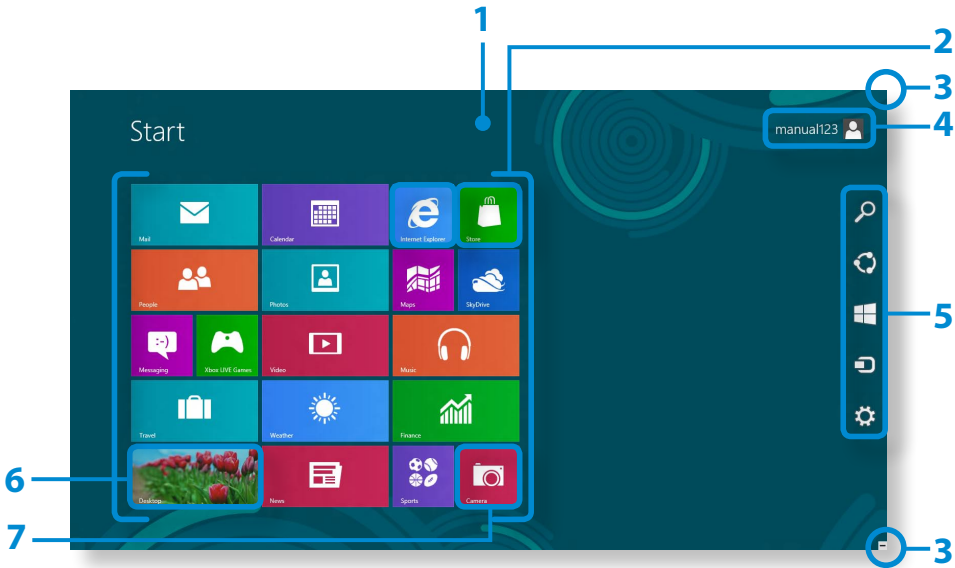 1
2
3
Start
manual123
4
Mail
Calendar
Internet Explorer
Store
People
Photos
Maps
SkyDrive
5
Messaging
:-)
Xbox LIVE Games
Video
Music
Travel
Weather
Finance
6
Desktop
News
Sports
Camera
7
3